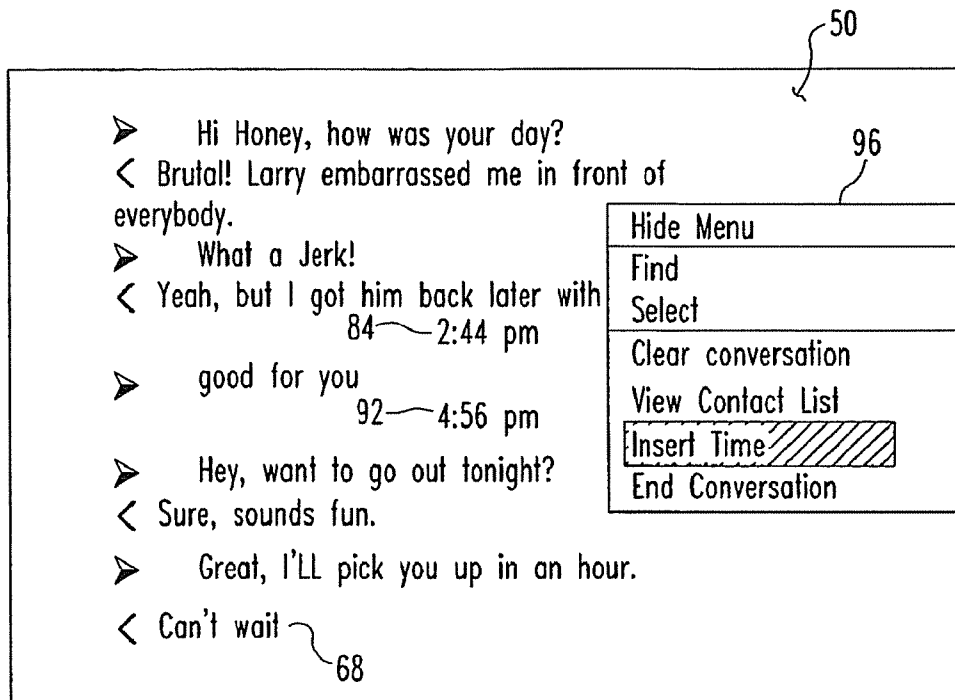 50
➢ Hi Honey, how was your day?
< Brutal! Larry embarrassed me in front of
everybody.
➢ What a Jerk!
< Yeah, but I got him back later with
84 2:44 pm
➢ good for you
92 4:56 pm
➢ Hey, want to go out tonight?
< Sure, sounds fun.
➢ Great, I'LL pick you up in an hour.
< Can't wait
68
96
Hide Menu
Find
Select
Clear conversation
View Contact List
Insert Time
End Conversation